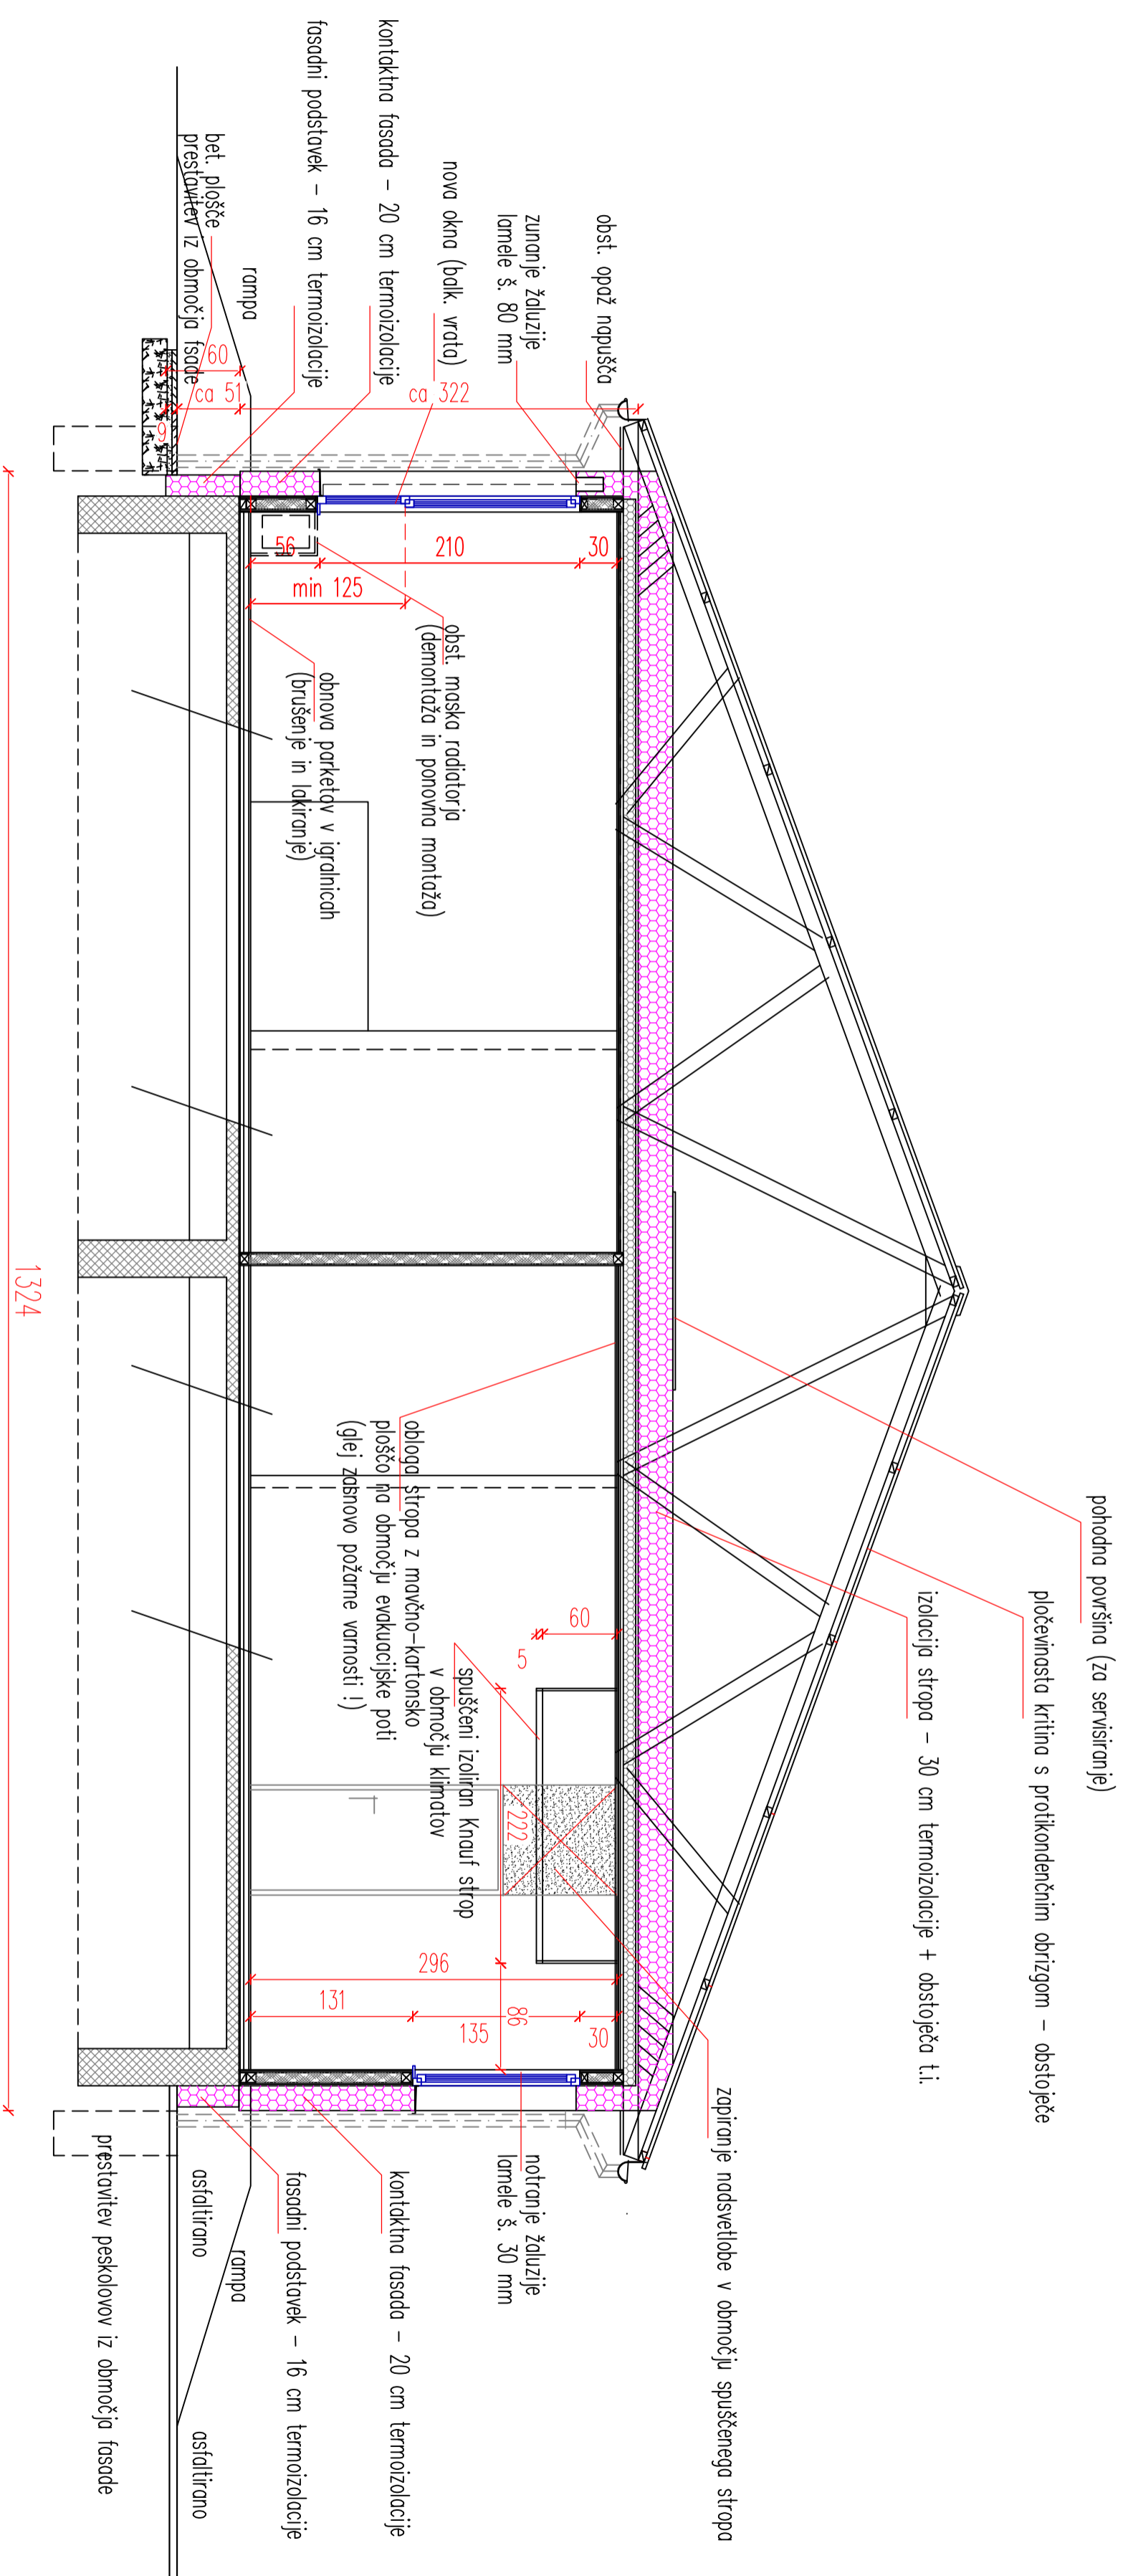 pohodna površina (za servisiranje)
pločevinasta kritina s protikondenčnim obrizgom - obstoječe
izolacija stropa - 30 cm termoizolacije + obstoječa t.i.
zapiranje nadsvetlobe v območju spuščenega stropa
obst. opaž napušča
zunanje žaluzije
lamele š. 80 mm
nova okna (balk. vrata)
kontaktna fasada - 20 cm termoizolacije
fasadni podstavek - 16 cm termoizolacije
rampa
bet. plošče
prestavitev iz območja fsade
60
ca 51
9
ca 322
56
210
30
min 125
obst. maska radiatorja
(demontaža in ponovna montaža)
obnova parketov v igralnicah
(brušenje in lakiranje)
obloga stropa z mavčno-kartonsko
ploščo na območju evakuacijske poti
(glej zasnovo požarne varnosti !)
spuščeni izoliran Knauf strop
v območju klimatov
60
5
222
86
296
131
135
30
notranje žaluzije
lamele š. 30 mm
kontaktna fasada - 20 cm termoizolacije
fasadni podstavek - 16 cm termoizolacije
rampa
asfaltirano
asfaltirano
prestavitev peskolovov iz območja fasade
1324